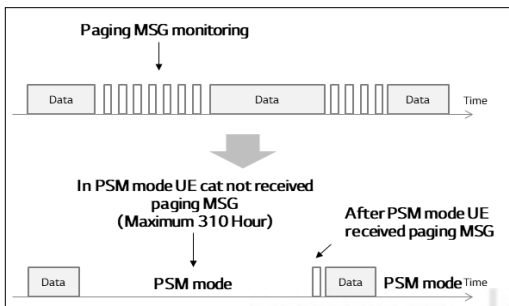 Paging MSG monitoring
Data
Data
Data
Time
In PSM mode UE cat not received
paging MSG
(Maximum 310 Hour)
After PSM mode UE
received paging MSG
Data
PSM mode
Data
PSM mode
Time